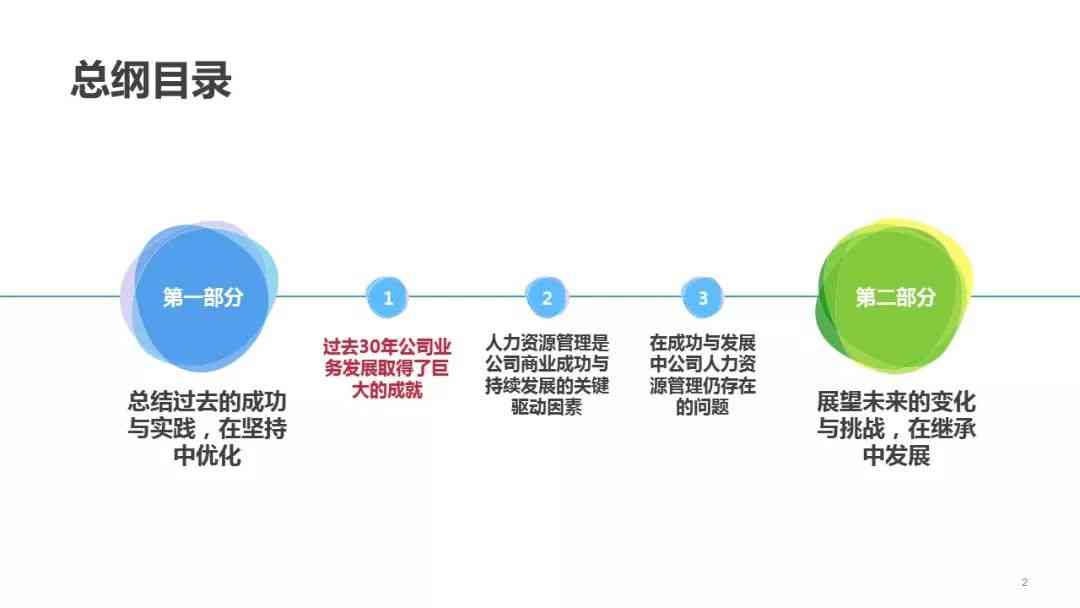 总纲目录
第一部分
总结过去的成功
与实践，在坚持
中优化
1
过去30年公司业
务发展取得了巨
大的成就
2
人力资源管理是
公司商业成功与
持续发展的关键
驱动因素
3
在成功与发展
中公司人力资
源管理仍存在
的问题
第二部分
展望未来的变化
与挑战，在继承
中发展
2